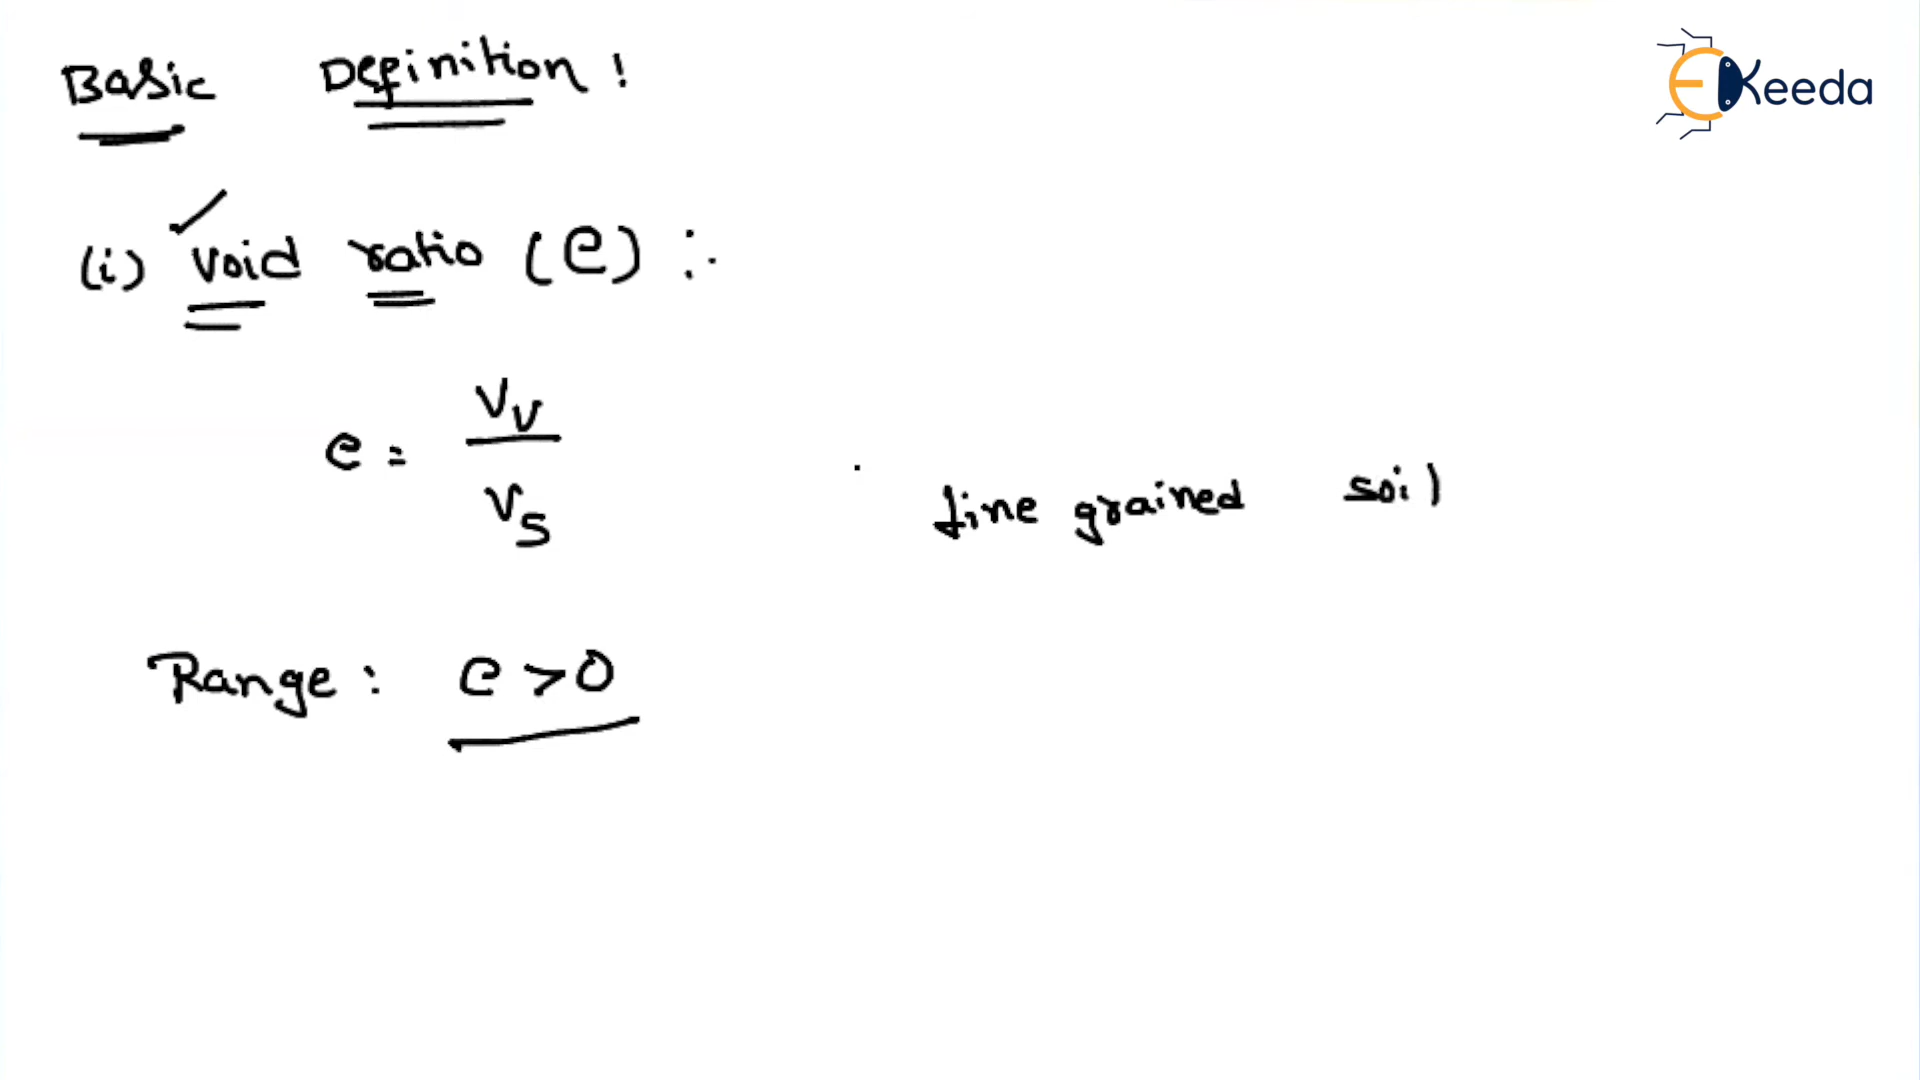 Basic Definition :
EKeeda
(i) Void ratio (e) :-
e = Vv / Vs
fine grained soil
Range : e > 0